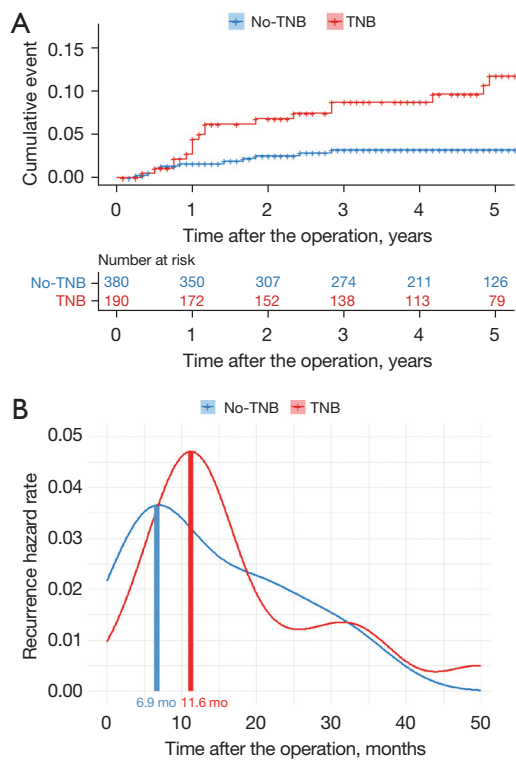 A
No-TNB TNB
Cumulative event
0.15
0.10
0.05
0.00
0 1 2 3 4 5
Time after the operation, years
Number at risk
No-TNB 380 350 307 274 211 126
TNB 190 172 152 138 113 79
0 1 2 3 4 5
Time after the operation, years
B
No-TNB TNB
Recurrence hazard rate
0.05
0.04
0.03
0.02
0.01
0.00
6.9 mo 11.6 mo
0 10 20 30 40 50
Time after the operation, months